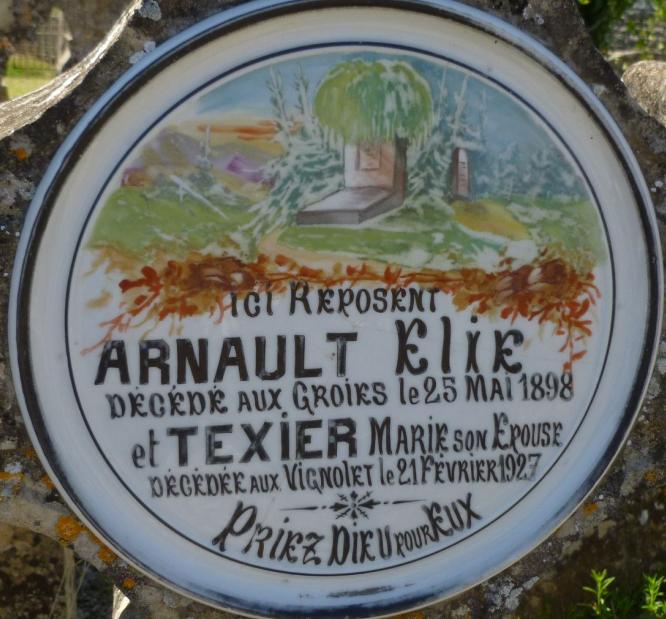 ICI REPOSENT
ARNAULT ELIE
DÉCÉDÉ AUX GROIES le 25 MAI 1898
et TEXIER MARIE SON EPOUSE
DÉCÉDÉE AUX VIGNOLET le 21 FÉVRIER 1927
PRIEZ DIEU POUR EUX